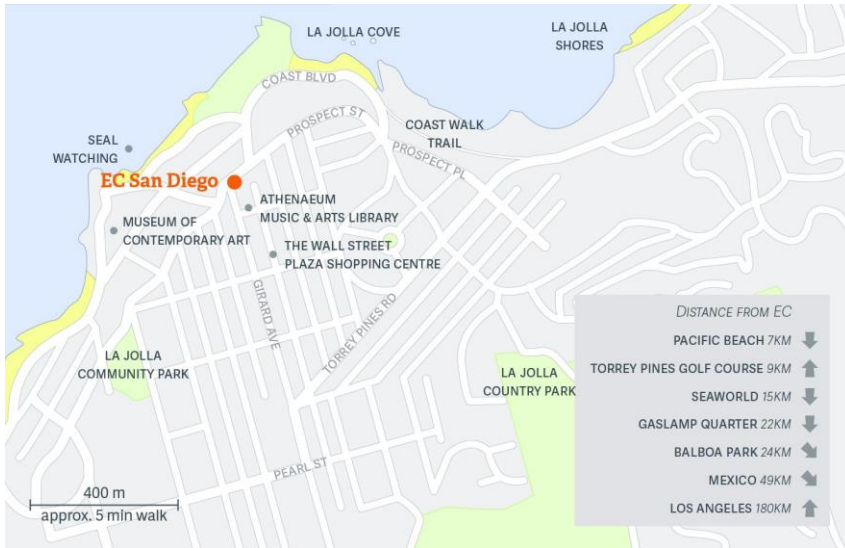 LA JOLLA COVE
LA JOLLA
SHORES
COAST BLVD
PROSPECT ST
COAST WALK
TRAIL
PROSPECT PL
SEAL
WATCHING
EC San Diego
ATHENAEUM
MUSIC & ARTS LIBRARY
MUSEUM OF
CONTEMPORARY ART
THE WALL STREET
PLAZA SHOPPING CENTRE
GIRARD AVE
TORREY PINES RD
LA JOLLA
COMMUNITY PARK
LA JOLLA
COUNTRY PARK
PEARL ST
400 m
approx. 5 min walk
DISTANCE FROM EC
PACIFIC BEACH 7KM
TORREY PINES GOLF COURSE 9KM
SEAWORLD 15KM
GASLAMP QUARTER 22KM
BALBOA PARK 24KM
MEXICO 49KM
LOS ANGELES 180KM